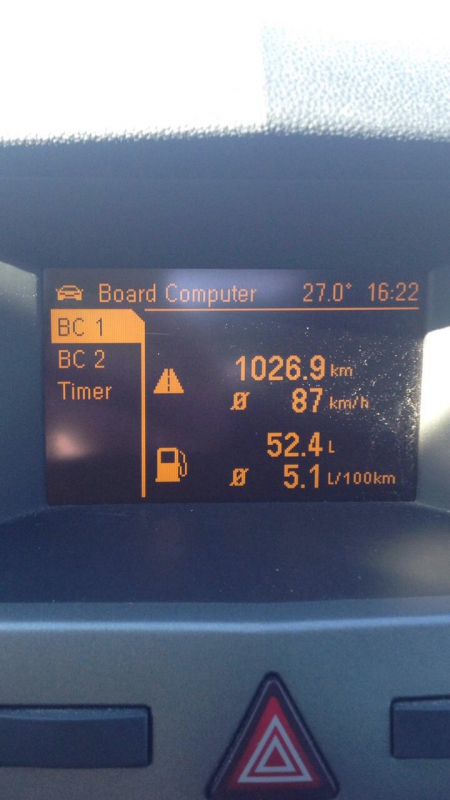 Board Computer 27.0° 16:22
BC 1
BC 2
Timer
1026.9 km
Ø 87 km/h
52.4 L
Ø 5.1 L/100km